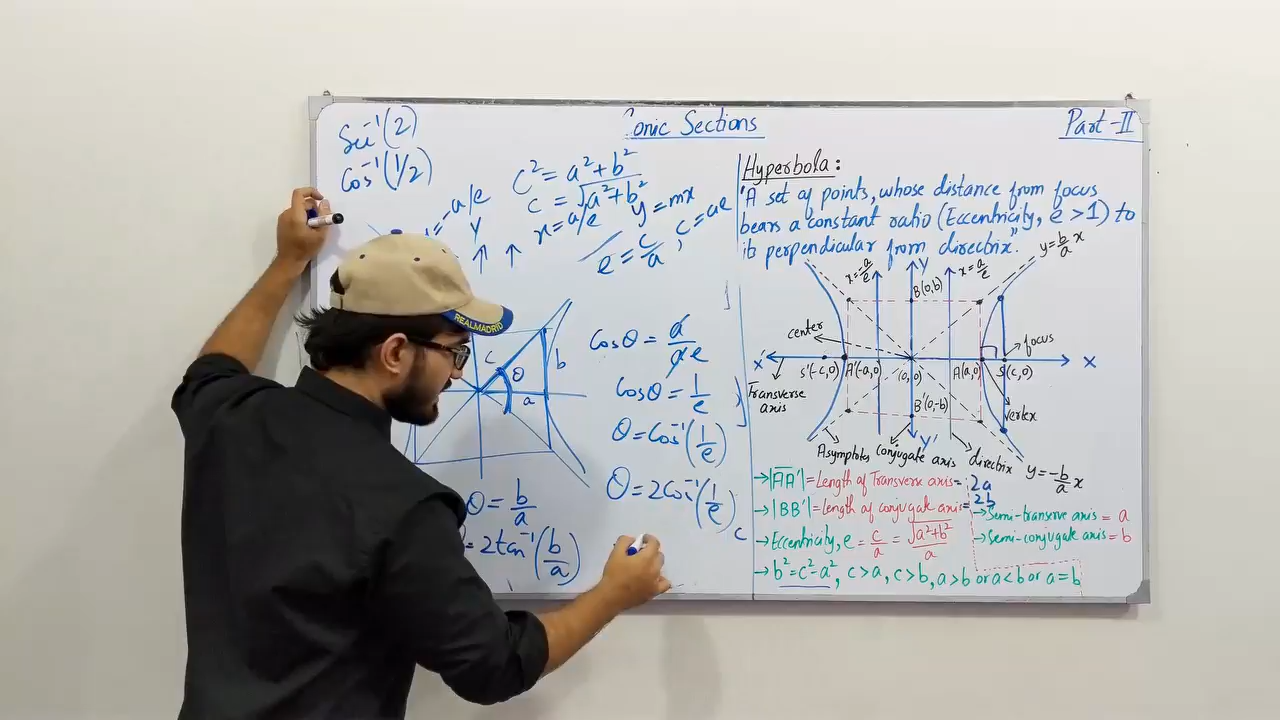 Conic Sections
Part-II
Sec⁻¹(2)
Cos⁻¹(1/2)
C² = a² + b²
C = √a²+b²
-a/e
x = a/e
y = mx
Y
e = c/a , C = ae
C
θ
b
a
Cosθ = a/ae
Cosθ = 1/e
θ = Cos⁻¹(1/e)
θ = 2Cos⁻¹(1/e)
C
θ = b/a
= 2tan⁻¹(b/a)
Hyperbola:
"A set of points, whose distance from focus
bears a constant ratio (Eccentricity, e > 1) to
its perpendicular from directrix".
y = b/a x
x = -a/e
Y
x = a/e
B(0,b)
center
focus
X'
X
S'(-c,0)
A'(-a,0)
(0,0)
A(a,0)
S(c,0)
Transverse
axis
B'(0,-b)
vertex
Y'
Asymptotes
conjugate axis
directrix
y = -b/a x
→|AA'| = Length of Transverse axis = 2a
→|BB'| = Length of conjugate axis = 2b
→Semi-transverse axis = a
→Semi-conjugate axis = b
→Eccentricity, e = c/a = √a²+b²/a
→b² = c² - a², c > a, c > b, a > b or a < b or a = b
REALMADRID